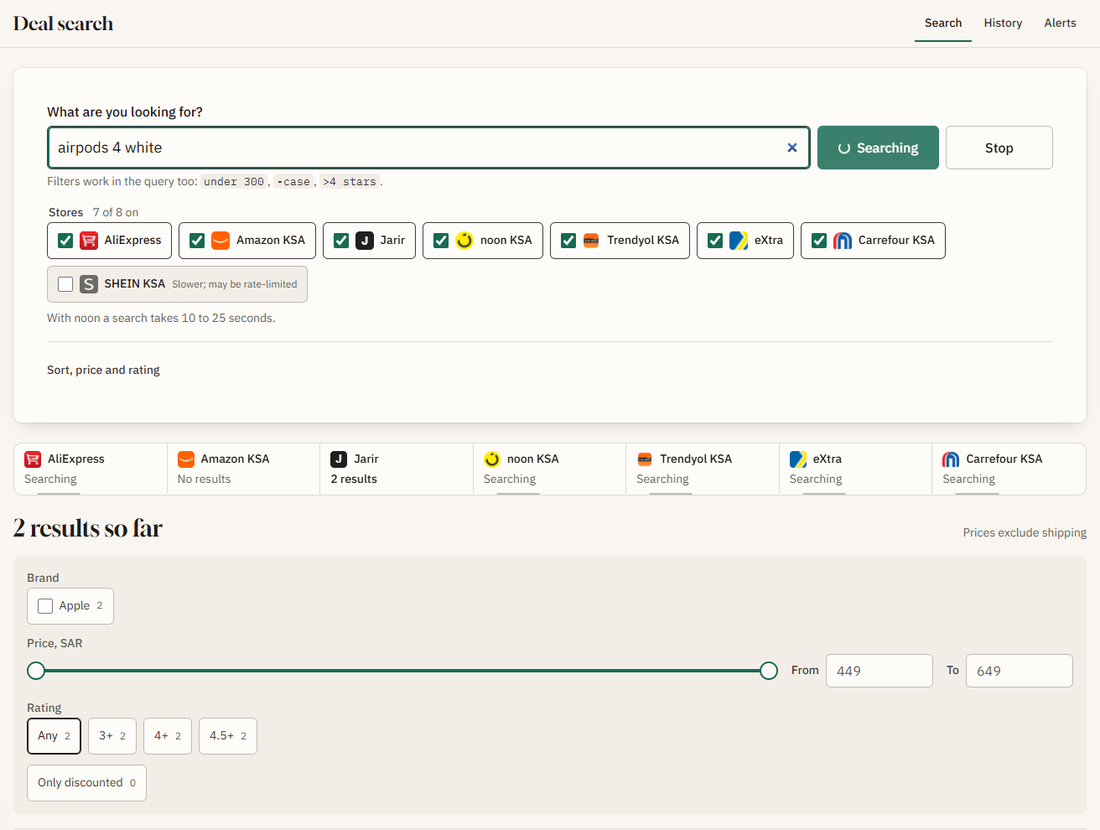 Deal search
Search History Alerts
What are you looking for?
airpods 4 white
Searching
Stop
Filters work in the query too: under 300, -case, >4 stars.
Stores 7 of 8 on
AliExpress Amazon KSA Jarir noon KSA Trendyol KSA eXtra Carrefour KSA
SHEIN KSA Slower; may be rate-limited
With noon a search takes 10 to 25 seconds.
Sort, price and rating
AliExpress Amazon KSA Jarir noon KSA Trendyol KSA eXtra Carrefour KSA
Searching No results 2 results Searching Searching Searching Searching
2 results so far
Prices exclude shipping
Brand
Apple 2
Price, SAR
From 449 To 649
Rating
Any 2 3+ 2 4+ 2 4.5+ 2
Only discounted 0